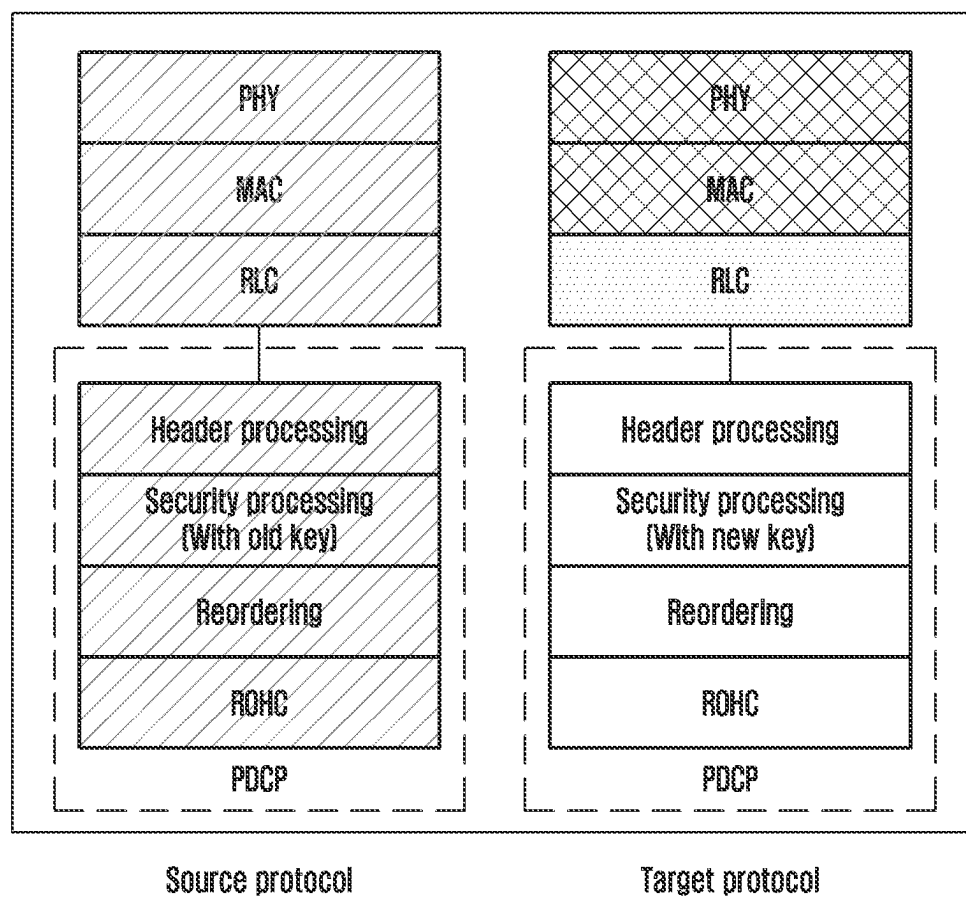 PHY
MAC
RLC
Header processing
Security processing
(With old key)
Reordering
ROHC
PDCP
Source protocol
PHY
MAC
RLC
Header processing
Security processing
(With new key)
Reordering
ROHC
PDCP
Target protocol